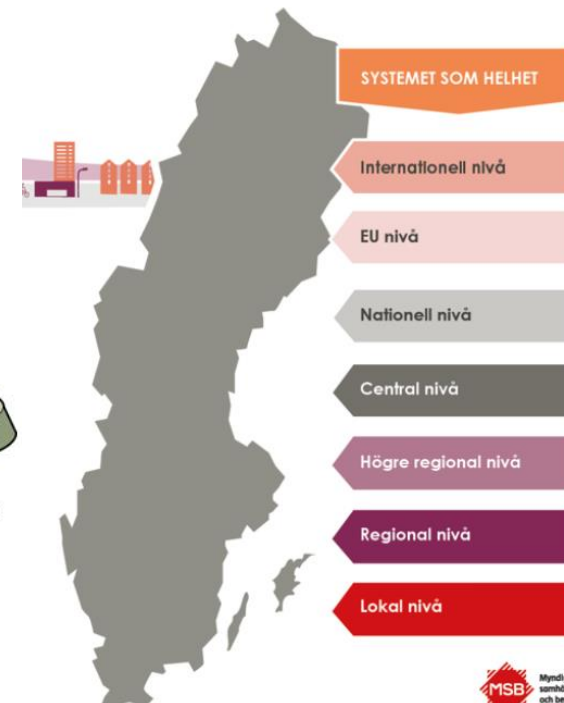 SYSTEMET SOM HELHET
Internationell nivå
EU nivå
Nationell nivå
Central nivå
Högre regional nivå
Regional nivå
Lokal nivå
MSB